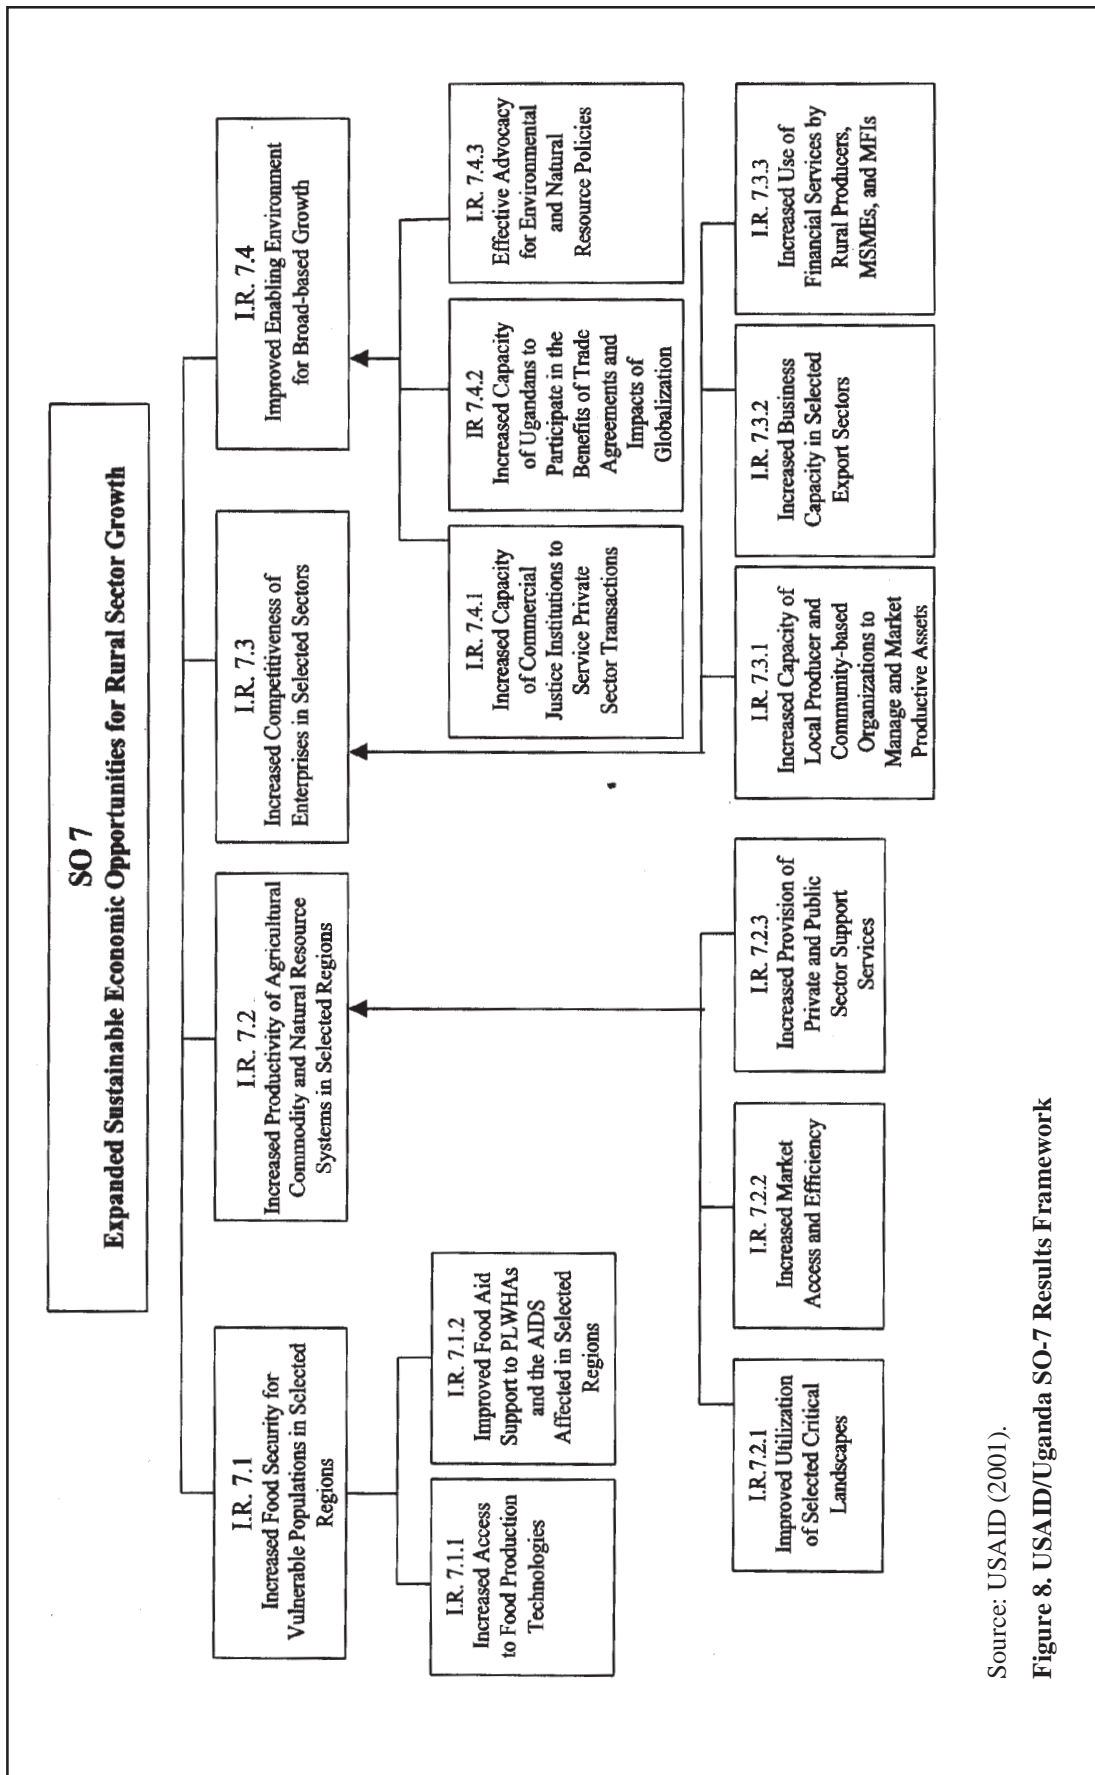 SO 7
Expanded Sustainable Economic Opportunities for Rural Sector Growth
I.R. 7.1
Increased Food Security for
Vulnerable Populations in Selected
Regions
I.R. 7.2
Increased Productivity of Agricultural
Commodity and Natural Resource
Systems in Selected Regions
I.R. 7.3
Increased Competitiveness of
Enterprises in Selected Sectors
I.R. 7.4
Improved Enabling Environment
for Broad-based Growth
I.R. 7.1.1
Increased Access
to Food Production
Technologies
I.R. 7.1.2
Improved Food Aid
Support to PLWHAs
and the AIDS
Affected in Selected
Regions
I.R. 7.4.1
Increased Capacity
of Commercial
Justice Institutions to
Service Private
Sector Transactions
IR 7.4.2
Increased Capacity
of Ugandans to
Participate in the
Benefits of Trade
Agreements and
Impacts of
Globalization
I.R. 7.4.3
Effective Advocacy
for Environmental
and Natural
Resource Policies
I.R.7.2.1
Improved Utilization
of Selected Critical
Landscapes
I.R. 7.2.2
Increased Market
Access and Efficiency
I.R. 7.2.3
Increased Provision of
Private and Public
Sector Support
Services
I.R. 7.3.1
Increased Capacity of
Local Producer and
Community-based
Organizations to
Manage and Market
Productive Assets
I.R. 7.3.2
Increased Business
Capacity in Selected
Export Sectors
I.R. 7.3.3
Increased Use of
Financial Services by
Rural Producers,
MSMEs, and MFIs
Source: USAID (2001).
Figure 8. USAID/Uganda SO-7 Results Framework